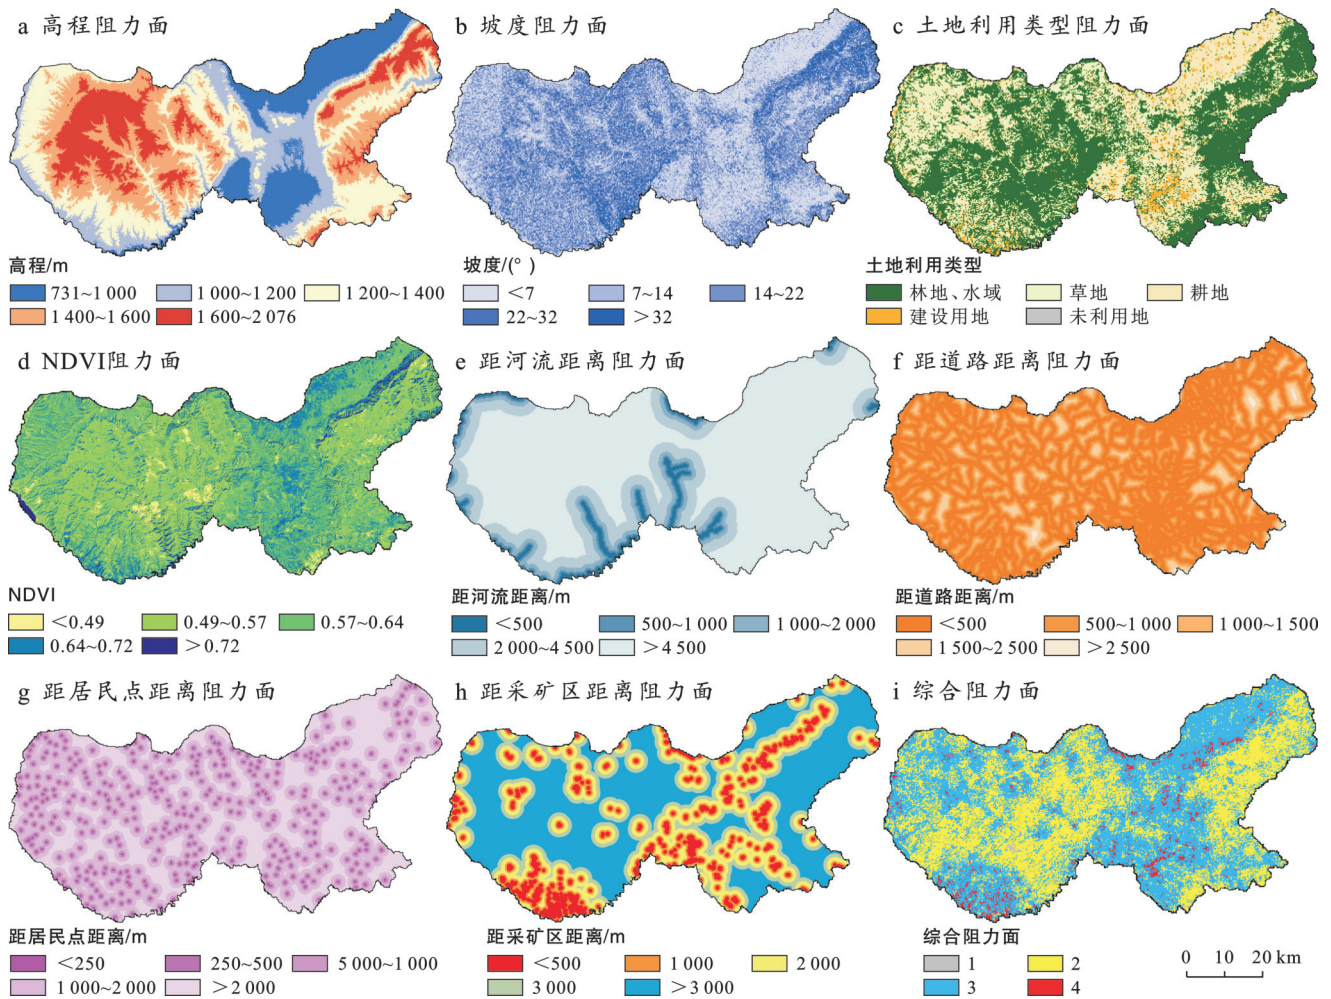 a 高程阻力面
b 坡度阻力面
c 土地利用类型阻力面
高程/m
731~1 000
1 000~1 200
1 200~1 400
1 400~1 600
1 600~2 076
坡度/(°)
<7
7~14
14~22
22~32
>32
土地利用类型
林地、水域
草地
耕地
建设用地
未利用地
d NDVI阻力面
e 距河流距离阻力面
f 距道路距离阻力面
NDVI
<0.49
0.49~0.57
0.57~0.64
0.64~0.72
>0.72
距河流距离/m
<500
500~1 000
1 000~2 000
2 000~4 500
>4 500
距道路距离/m
<500
500~1 000
1 000~1 500
1 500~2 500
>2 500
g 距居民点距离阻力面
h 距采矿区距离阻力面
i 综合阻力面
距居民点距离/m
<250
250~500
5 000~1 000
1 000~2 000
>2 000
距采矿区距离/m
<500
1 000
2 000
3 000
>3 000
综合阻力面
1
2
3
4
0 10 20 km